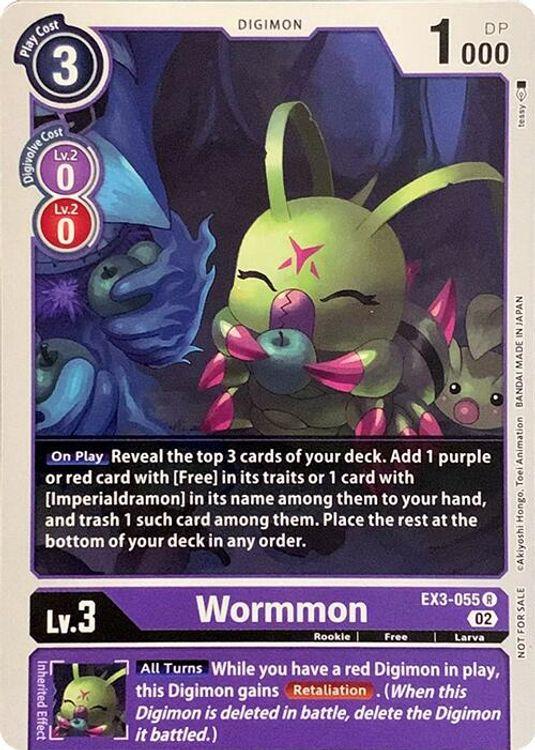 Play Cost
3
DIGIMON
DP
1000
Digivolve Cost
Lv.2
0
Lv.2
0
tessy
On Play Reveal the top 3 cards of your deck. Add 1 purple
or red card with [Free] in its traits or 1 card with
[Imperialdramon] in its name among them to your hand,
and trash 1 such card among them. Place the rest at the
bottom of your deck in any order.
©Akiyoshi Hongo, Toei Animation BANDAI MADE IN JAPAN
NOT FOR SALE
Lv.3
Wormmon
EX3-055 R
02
Rookie | Free | Larva
Inherited Effect
All Turns While you have a red Digimon in play,
this Digimon gains Retaliation. (When this
Digimon is deleted in battle, delete the Digimon
it battled.)